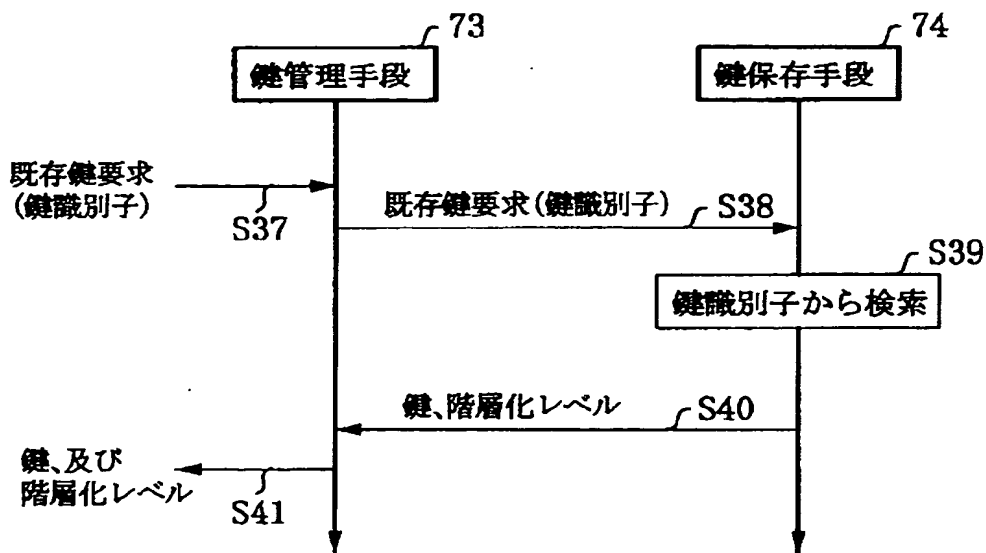 73
74
鍵管理手段
鍵保存手段
既存鍵要求
(鍵識別子)
S37
既存鍵要求(鍵識別子)
S38
S39
鍵識別子から検索
鍵、階層化レベル
S40
鍵、及び
階層化レベル
S41